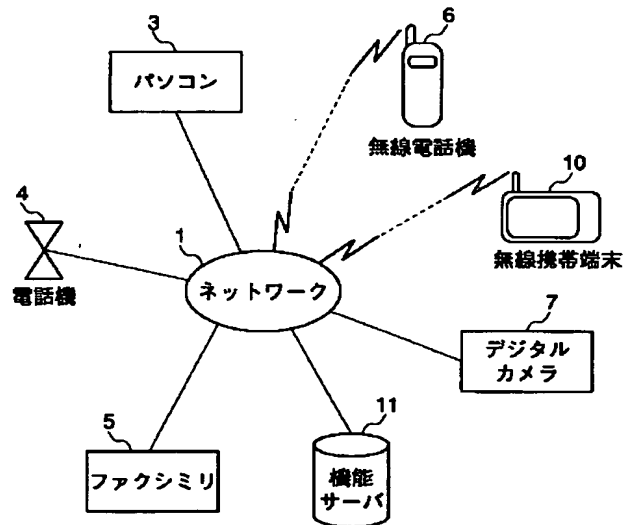 3
パソコン
6
無線電話機
10
無線携帯端末
4
電話機
1
ネットワーク
7
デジタル
カメラ
5
ファクシミリ
11
機能
サーバ